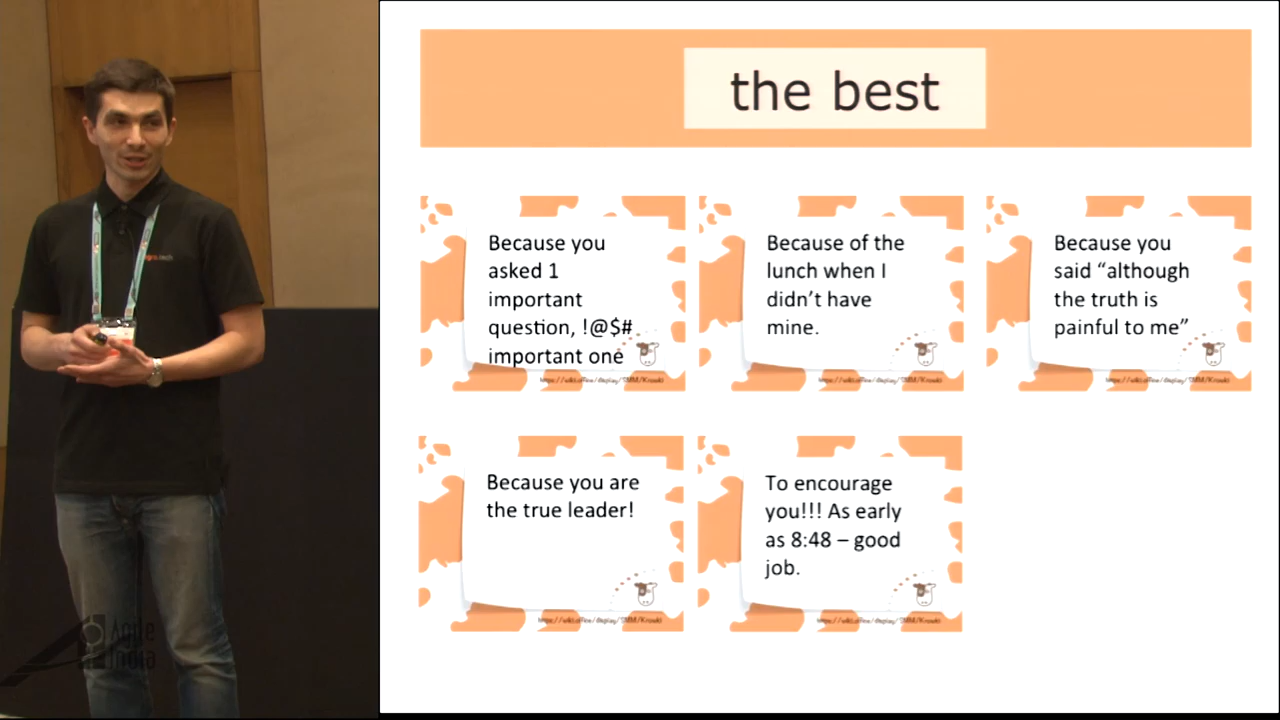 the best
Because you
asked 1
important
question, !@$#
important one
Because of the
lunch when I
didn't have
mine.
Because you
said “although
the truth is
painful to me”
Because you are
the true leader!
To encourage
you!!! As early
as 8:48 – good
job.
Agile
India